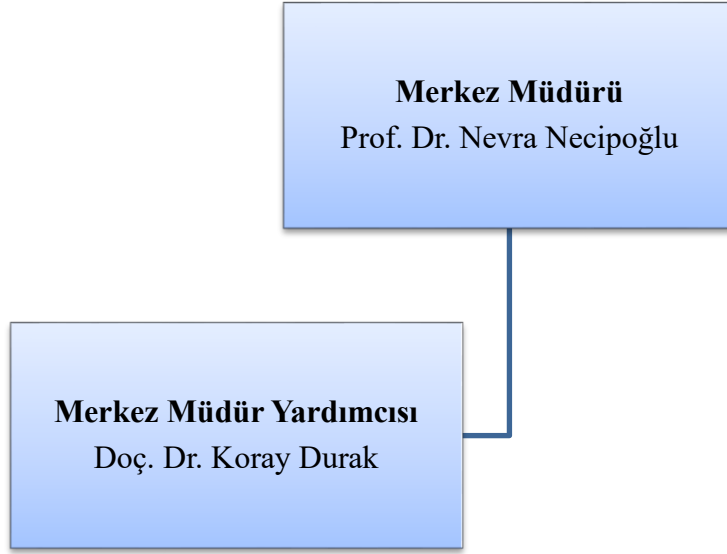 Merkez Müdürü
Prof. Dr. Nevra Necipoğlu
Merkez Müdür Yardımcısı
Doç. Dr. Koray Durak